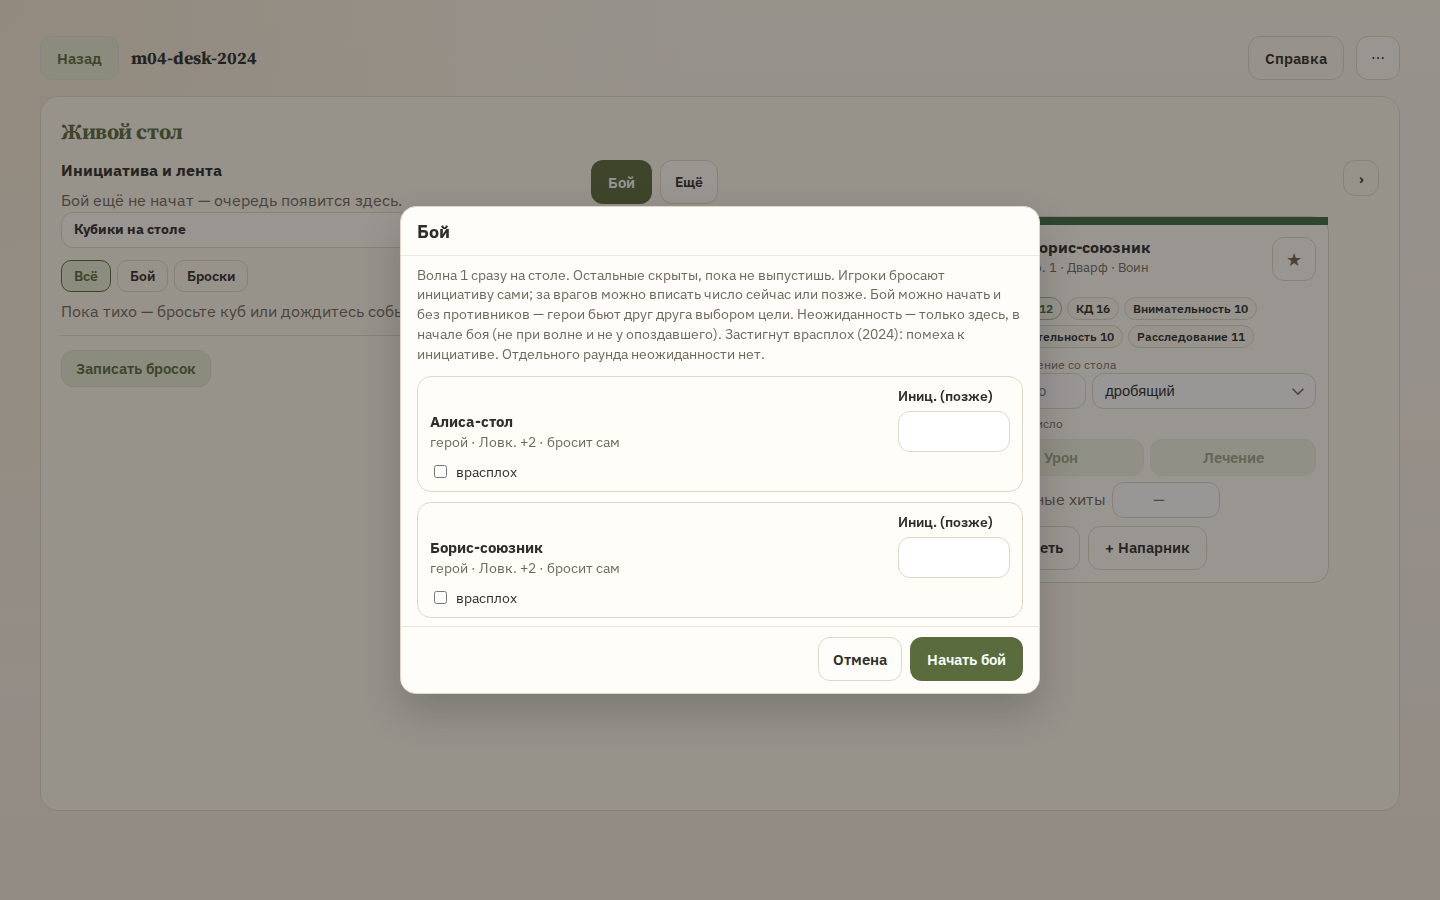 Назад
m04-desk-2024
Справка
···
Живой стол
Инициатива и лента
Бой
Ещё
›
Бой ещё не начат — очередь появится здесь.
Кубики на столе
Всё
Бой
Броски
Пока тихо — бросьте куб или дождитесь
Записать бросок
Бой
Волна 1 сразу на столе. Остальные скрыты, пока не выпустишь. Игроки бросают
инициативу сами; за врагов можно вписать число сейчас или позже. Бой можно начать и
без противников — герои бьют друг друга выбором цели. Неожиданность — только здесь, в
начале боя (не при волне и не у опоздавшего). Застигнут врасплох (2024): помеха к
инициативе. Отдельного раунда неожиданности нет.
Иниц. (позже)
Алиса-стол
герой · Ловк. +2 · бросит сам
врасплох
Иниц. (позже)
Борис-союзник
герой · Ловк. +2 · бросит сам
врасплох
Отмена
Начать бой
орис-союзник
. 1 · Дварф · Воин
★
12
КД 16
Внимательность 10
тельность 10
Расследование 11
ение со стола
дробящий
исло
Урон
Лечение
ные хиты
—
еть
+ Напарник